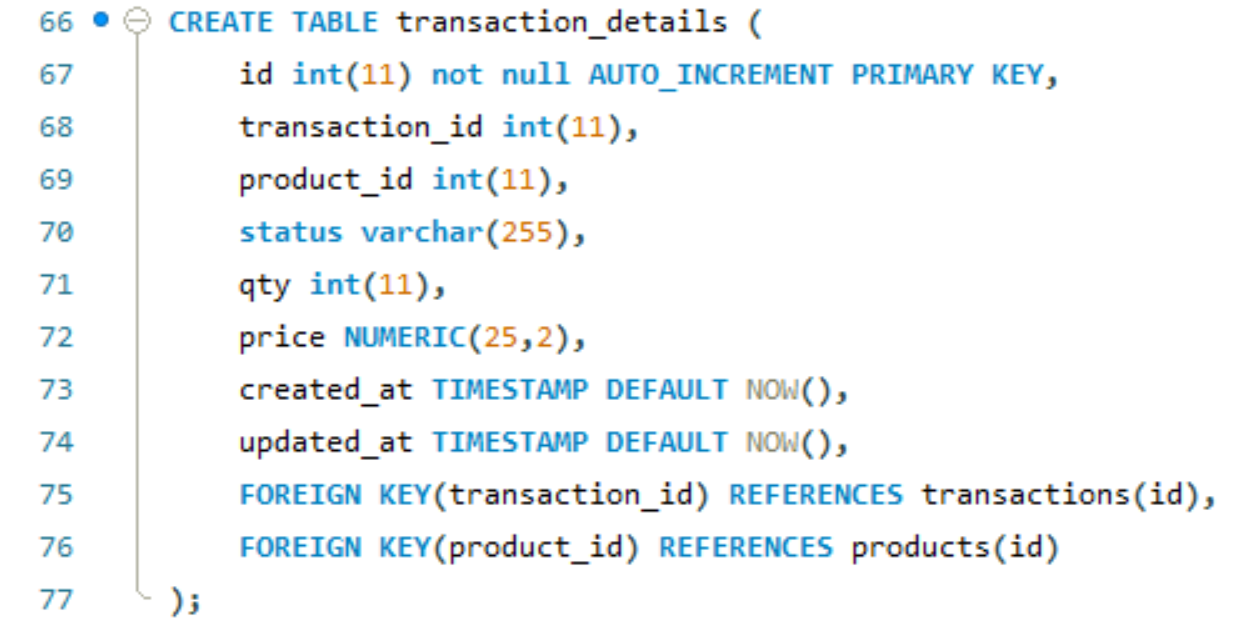 66 CREATE TABLE transaction_details (
67 id int(11) not null AUTO_INCREMENT PRIMARY KEY,
68 transaction_id int(11),
69 product_id int(11),
70 status varchar(255),
71 qty int(11),
72 price NUMERIC(25,2),
73 created_at TIMESTAMP DEFAULT NOW(),
74 updated_at TIMESTAMP DEFAULT NOW(),
75 FOREIGN KEY(transaction_id) REFERENCES transactions(id),
76 FOREIGN KEY(product_id) REFERENCES products(id)
77 );